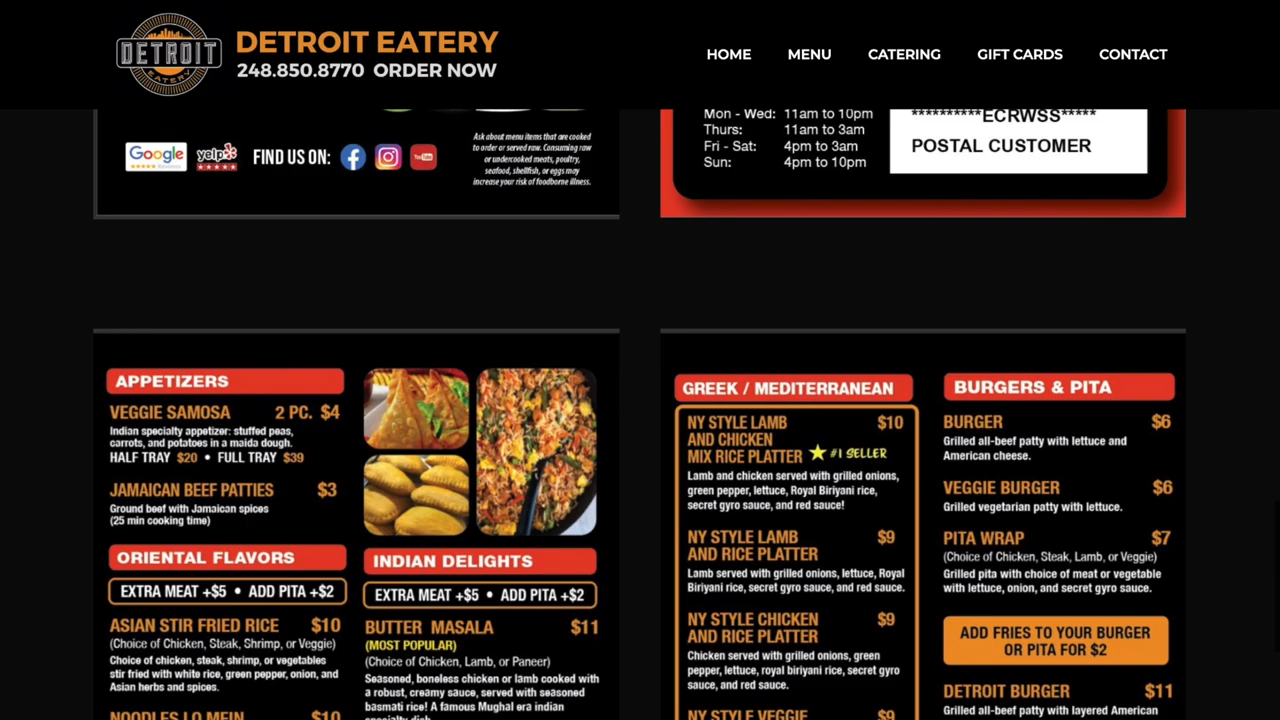 DETROIT
EATERY
DETROIT EATERY
248.850.8770 ORDER NOW
HOME
MENU
CATERING
GIFT CARDS
CONTACT
Google
yelp
FIND US ON:
YouTube
Ask about menu items that are cooked
to order or served raw. Consuming raw
or undercooked meats, poultry,
seafood, shellfish, or eggs may
increase your risk of foodborne illness.
Mon - Wed: 11am to 10pm
Thurs: 11am to 3am
Fri - Sat: 4pm to 3am
Sun: 4pm to 10pm
**********ECRWSS*****
POSTAL CUSTOMER
APPETIZERS
VEGGIE SAMOSA 2 PC. $4
Indian specialty appetizer: stuffed peas,
carrots, and potatoes in a maida dough.
HALF TRAY $20 • FULL TRAY $39
JAMAICAN BEEF PATTIES $3
Ground beef with Jamaican spices
(25 min cooking time)
ORIENTAL FLAVORS
EXTRA MEAT +$5 • ADD PITA +$2
ASIAN STIR FRIED RICE $10
(Choice of Chicken, Steak, Shrimp, or Veggie)
Choice of chicken, steak, shrimp, or vegetables
stir fried with white rice, green pepper, onion, and
Asian herbs and spices.
NOODLES LO MEIN $10
INDIAN DELIGHTS
EXTRA MEAT +$5 • ADD PITA +$2
BUTTER MASALA $11
(MOST POPULAR)
(Choice of Chicken, Lamb, or Paneer)
Seasoned, boneless chicken or lamb cooked with
a robust, creamy sauce, served with seasoned
basmati rice! A famous Mughal era indian
specialty dish.
GREEK / MEDITERRANEAN
NY STYLE LAMB $10
AND CHICKEN
MIX RICE PLATTER #1 SELLER
Lamb and chicken served with grilled onions,
green pepper, lettuce, Royal Biriyani rice,
secret gyro sauce, and red sauce!
NY STYLE LAMB $9
AND RICE PLATTER
Lamb served with grilled onions, lettuce, Royal
Biriyani rice, secret gyro sauce, and red sauce.
NY STYLE CHICKEN $9
AND RICE PLATTER
Chicken served with grilled onions, green
pepper, lettuce, royal biriyani rice, secret gyro
sauce, and red sauce.
NY STYLE VEGGIE $9
BURGERS & PITA
BURGER $6
Grilled all-beef patty with lettuce and
American cheese.
VEGGIE BURGER $6
Grilled vegetarian patty with lettuce.
PITA WRAP $7
(Choice of Chicken, Steak, Lamb, or Veggie)
Grilled pita with choice of meat or vegetable
with lettuce, onion, and secret gyro sauce.
ADD FRIES TO YOUR BURGER
OR PITA FOR $2
DETROIT BURGER $11
Grilled all-beef patty with layered American